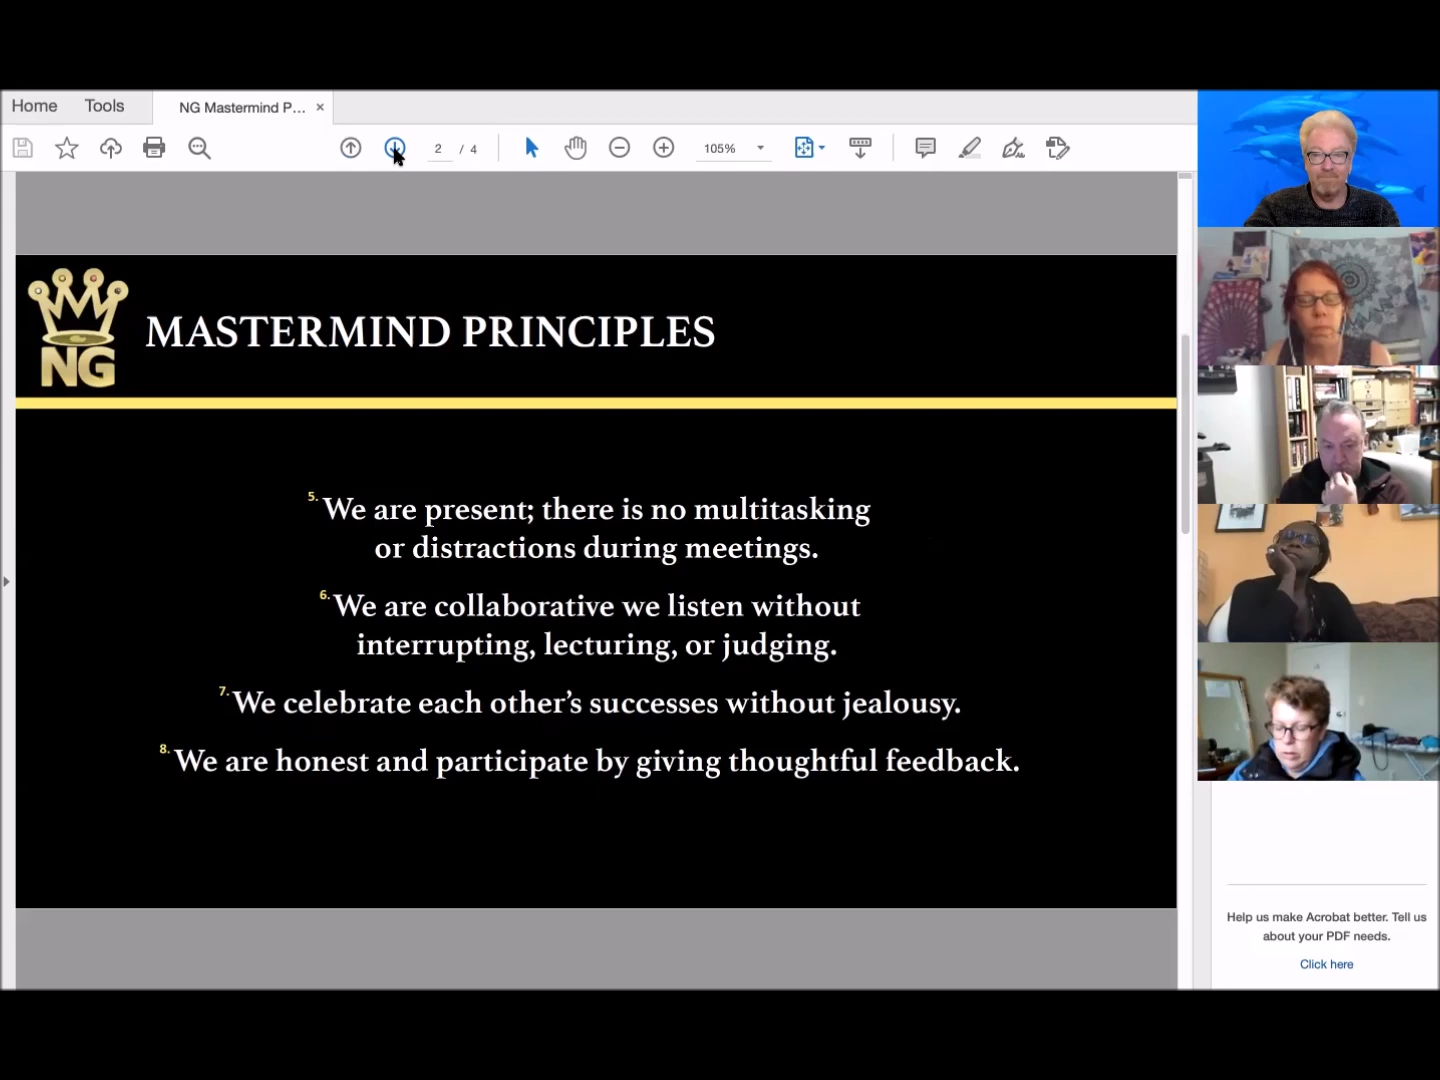 Home Tools NG Mastermind P... ×
2 / 4 105%
NG
MASTERMIND PRINCIPLES
5. We are present; there is no multitasking
or distractions during meetings.
6. We are collaborative we listen without
interrupting, lecturing, or judging.
7. We celebrate each other’s successes without jealousy.
8. We are honest and participate by giving thoughtful feedback.
Help us make Acrobat better. Tell us
about your PDF needs.
Click here